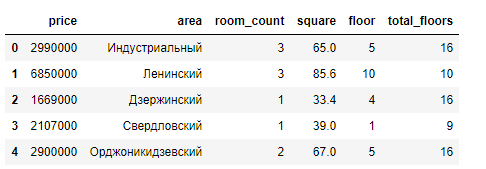 price area room_count square floor total_floors
0 2990000 Индустриальный 3 65.0 5 16
1 6850000 Ленинский 3 85.6 10 10
2 1669000 Дзержинский 1 33.4 4 16
3 2107000 Свердловский 1 39.0 1 9
4 2900000 Орджоникидзевский 2 67.0 5 16